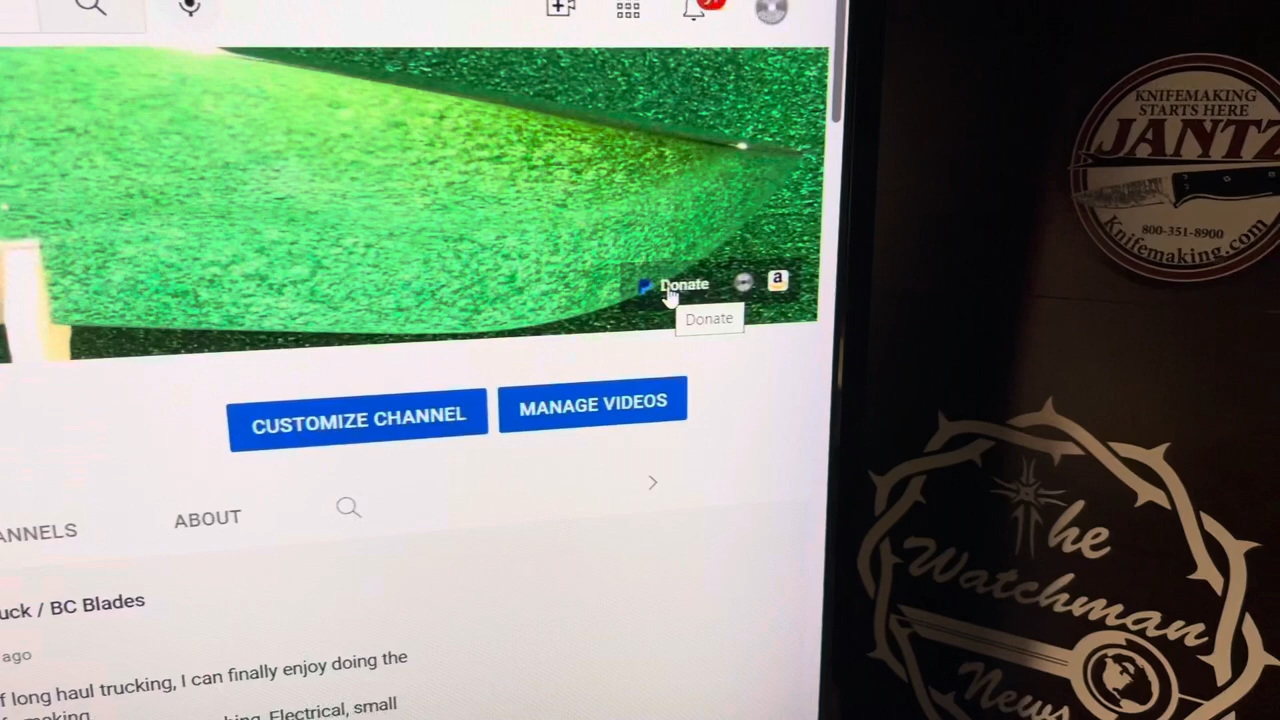 Donate
a
Donate
CUSTOMIZE CHANNEL
MANAGE VIDEOS
ANNELS
ABOUT
uck / BC Blades
ago
f long haul trucking, I can finally enjoy doing the
making
hing, Electrical, small
KNIFEMAKING
STARTS HERE
JANTZ
800-351-8900
Knifemaking.com
The
Watchman
News